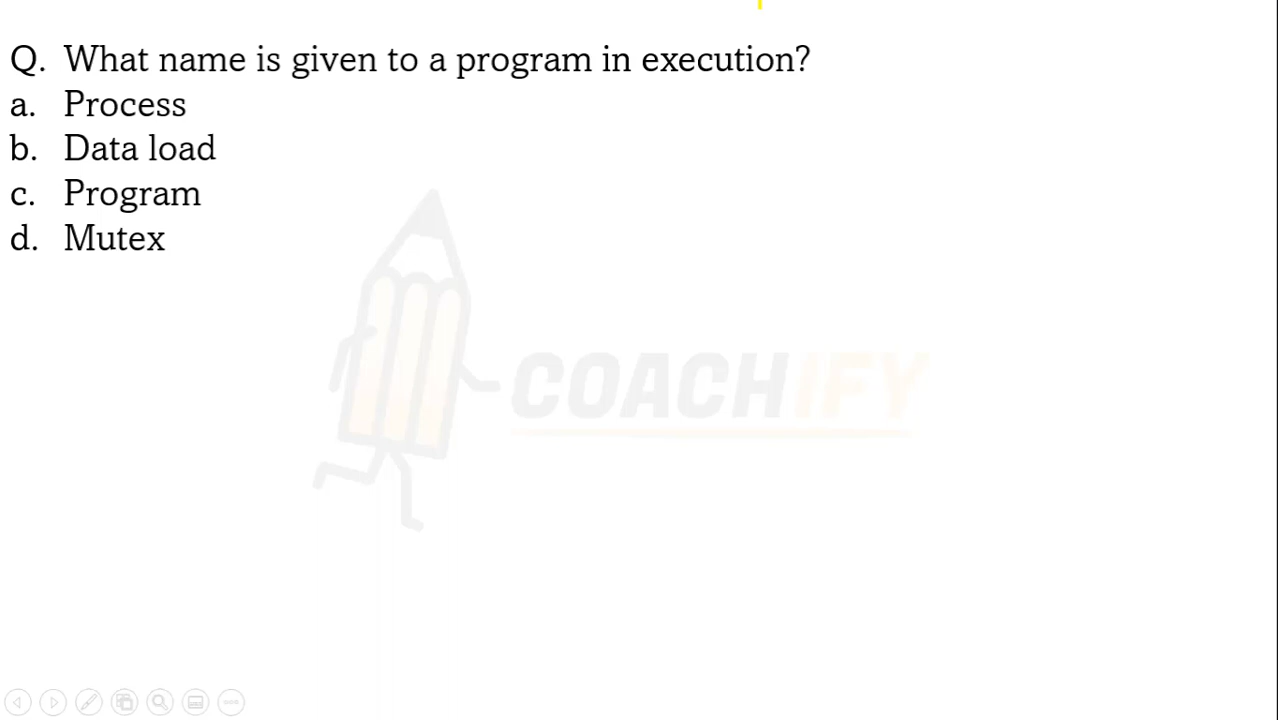 Q. What name is given to a program in execution?
a. Process
b. Data load
c. Program
d. Mutex
COACHIFY